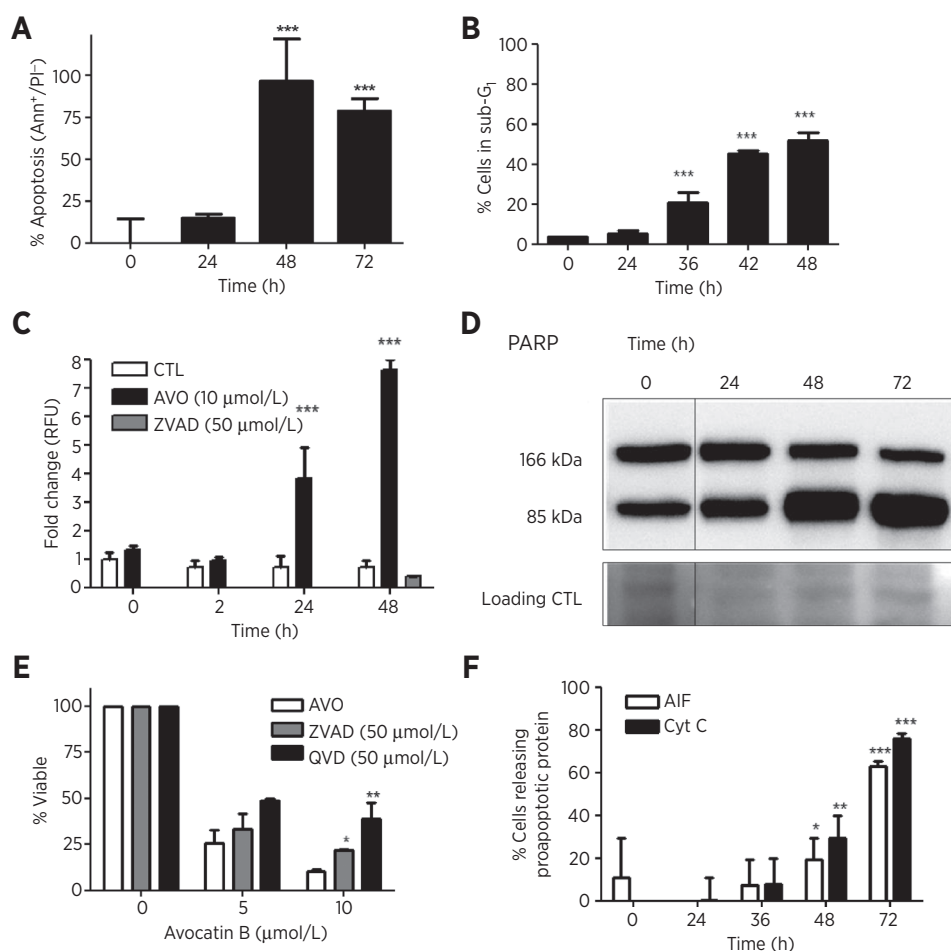 A
% Apoptosis (Ann⁺/PI⁻)
100
75
50
25
0
***
***
0 24 48 72
Time (h)
B
% Cells in sub-G₁
100
80
60
40
20
0
***
***
***
0 24 36 42 48
Time (h)
C
Fold change (RFU)
8
7
6
5
4
3
2
1
0
CTL
AVO (10 µmol/L)
ZVAD (50 µmol/L)
***
***
0 2 24 48
Time (h)
D
PARP Time (h)
0 24 48 72
166 kDa
85 kDa
Loading CTL
E
% Viable
100
75
50
25
0
AVO
ZVAD (50 µmol/L)
QVD (50 µmol/L)
*
**
0 5 10
Avocatin B (µmol/L)
F
% Cells releasing
proapoptotic protein
100
80
60
40
20
0
AIF
Cyt C
*
**
***
***
0 24 36 48 72
Time (h)